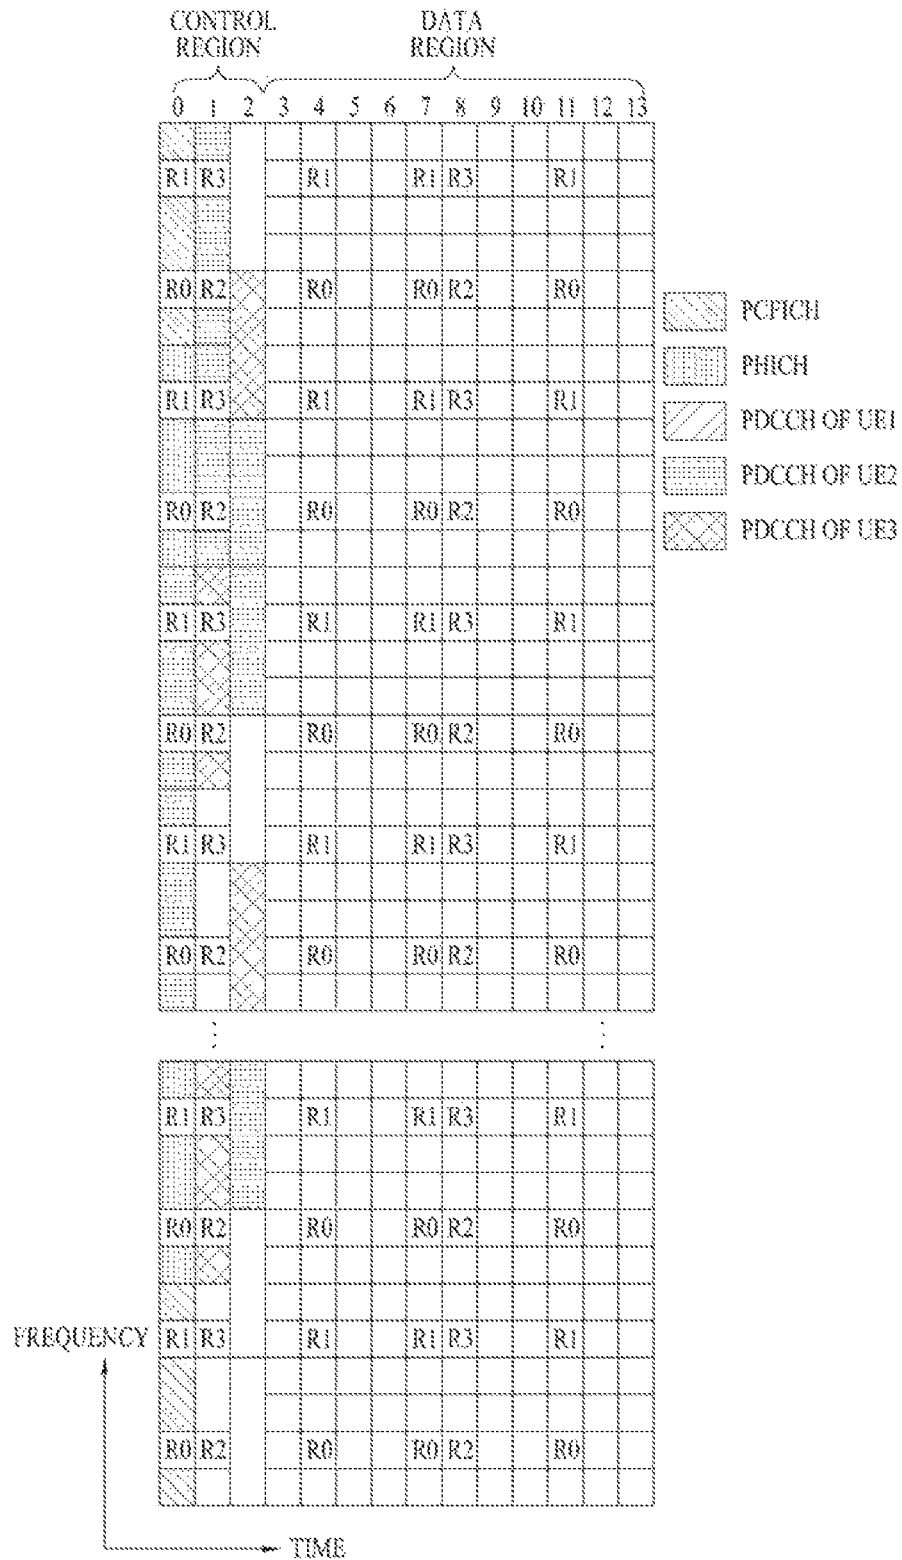 CONTROL REGION
DATA REGION
0 1 2 3 4 5 6 7 8 9 10 11 12 13
R1 R3 R1 R1 R3 R1
R0 R2 R0 R0 R2 R0
PCFICH
PHICH
R1 R3 R1 R1 R3 R1
PDCCH OF UE1
PDCCH OF UE2
R0 R2 R0 R0 R2 R0
PDCCH OF UE3
R1 R3 R1 R1 R3 R1
R0 R2 R0 R0 R2 R0
R1 R3 R1 R1 R3 R1
R0 R2 R0 R0 R2 R0
R1 R3 R1 R1 R3 R1
R0 R2 R0 R0 R2 R0
FREQUENCY R1 R3 R1 R1 R3 R1
R0 R2 R0 R0 R2 R0
TIME